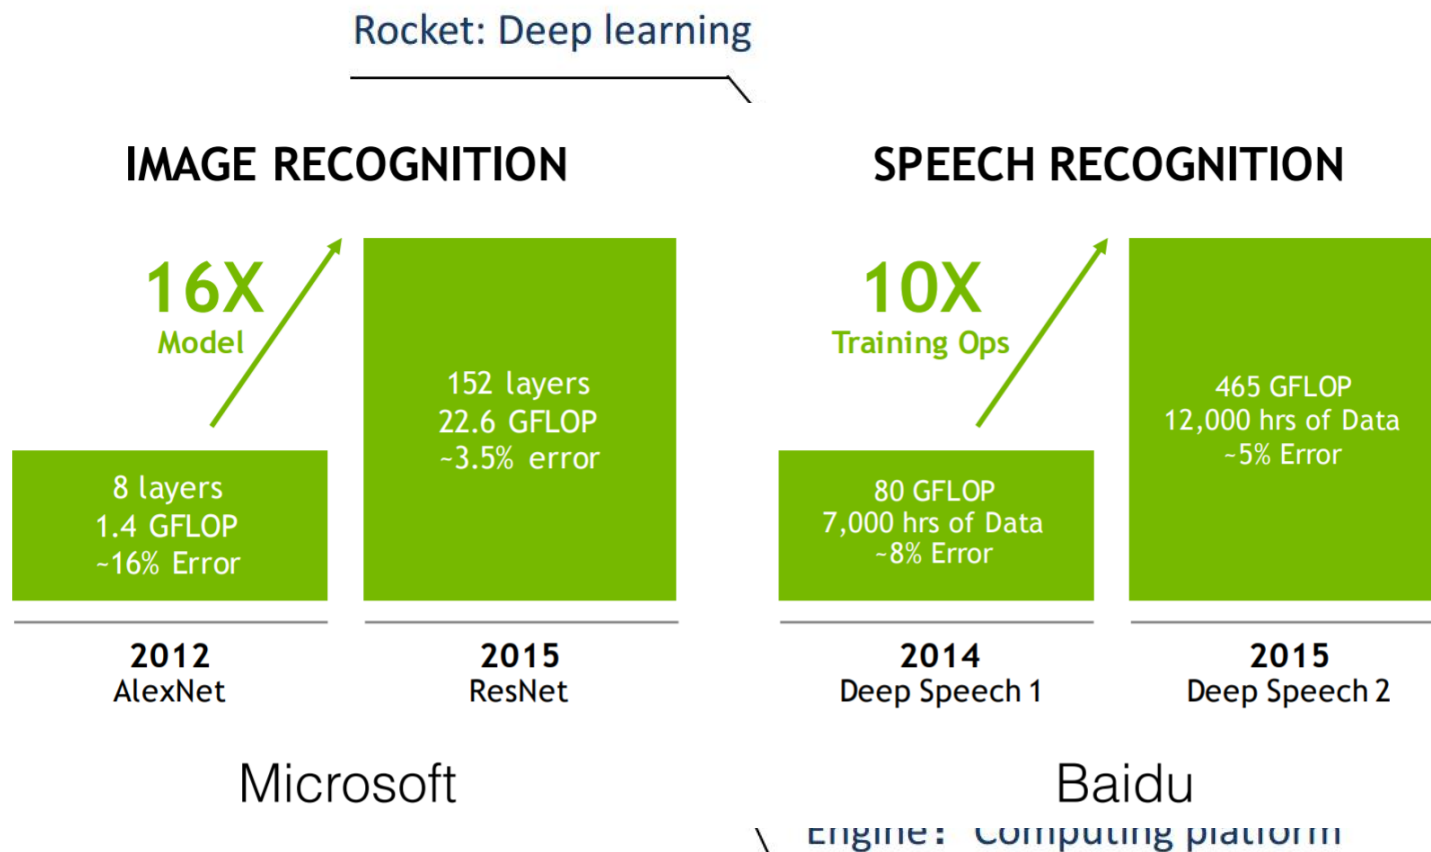 Rocket: Deep learning
IMAGE RECOGNITION
16X
Model
8 layers
1.4 GFLOP
~16% Error
152 layers
22.6 GFLOP
~3.5% error
2012
AlexNet
2015
ResNet
Microsoft
SPEECH RECOGNITION
10X
Training Ops
80 GFLOP
7,000 hrs of Data
~8% Error
465 GFLOP
12,000 hrs of Data
~5% Error
2014
Deep Speech 1
2015
Deep Speech 2
Baidu
Engine: Computing platform